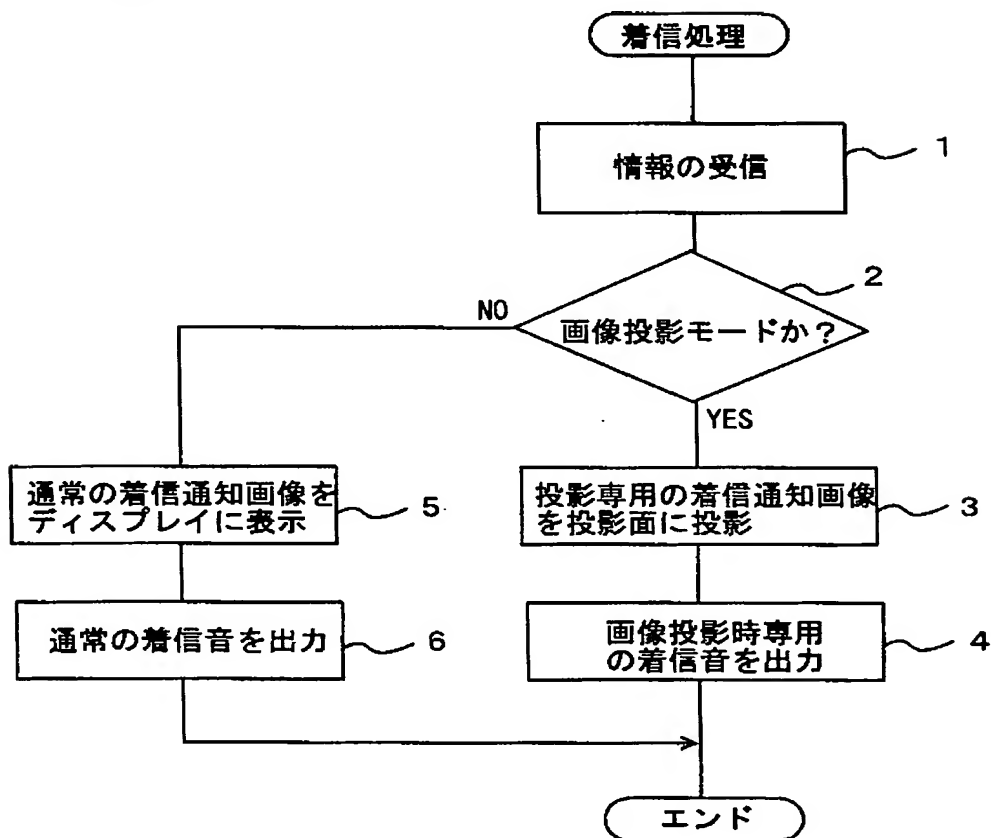 着信処理
情報の受信
1
画像投影モードか？
2
NO
YES
投影専用の着信通知画像
を投影面に投影
3
画像投影時専用
の着信音を出力
4
通常の着信通知画像を
ディスプレイに表示
5
通常の着信音を出力
6
エンド